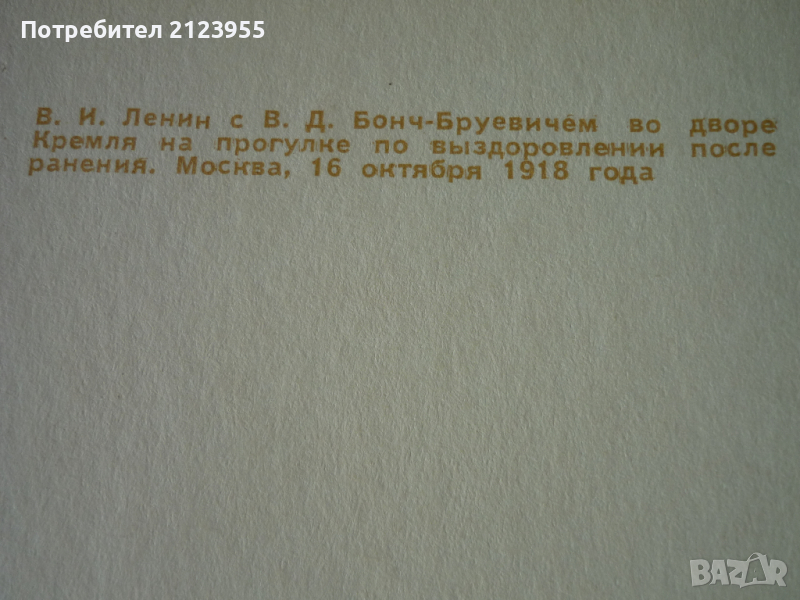 Потребител 2123955
В. И. Ленин с В. Д. Бонч-Бруевичем во дворе
Кремля на прогулке по выздоровлении после
ранения. Москва, 16 октября 1918 года
BAZAR